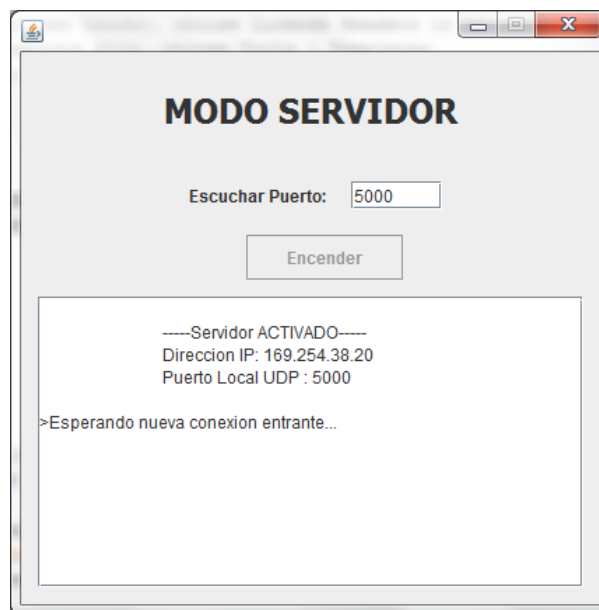 MODO SERVIDOR
Escuchar Puerto: 5000
Encender
-----Servidor ACTIVADO-----
Direccion IP: 169.254.38.20
Puerto Local UDP : 5000
>Esperando nueva conexion entrante...